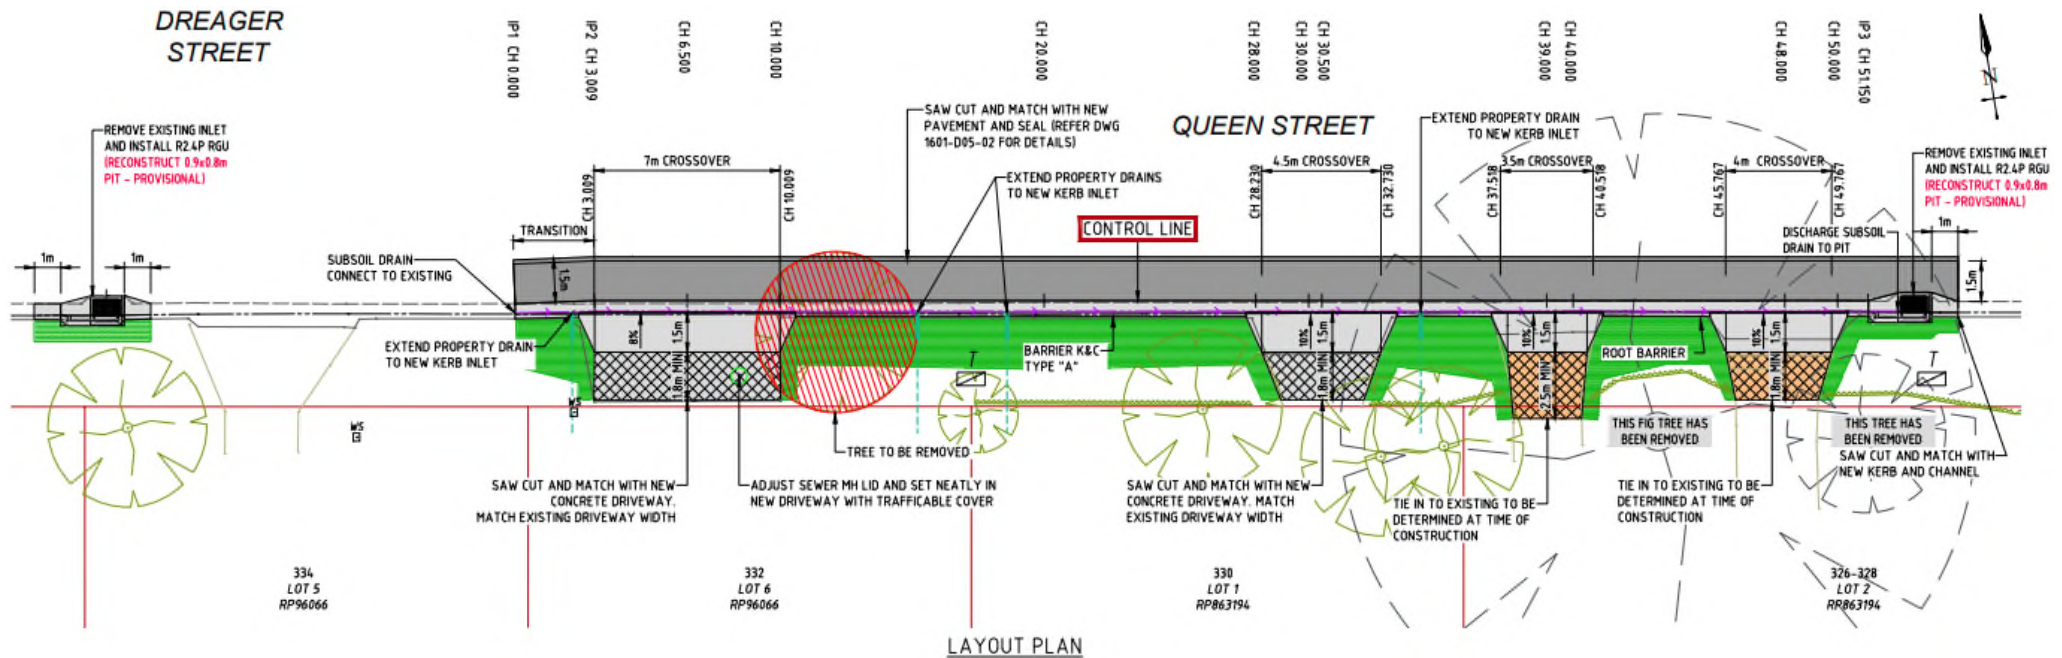 DREAGER
STREET
IP1 CH 0.000
IP2 CH 3.009
CH 6.500
CH 10.000
CH 20.000
CH 28.000
CH 30.000
CH 30.500
CH 39.000
CH 40.000
CH 48.000
CH 50.000
IP3 CH 51.150
N
REMOVE EXISTING INLET
AND INSTALL R2.4P RGU
(RECONSTRUCT 0.9x0.8m
PIT - PROVISIONAL)
SAW CUT AND MATCH WITH NEW
PAVEMENT AND SEAL (REFER DWG
1601-D05-02 FOR DETAILS)
QUEEN STREET
EXTEND PROPERTY DRAIN
TO NEW KERB INLET
REMOVE EXISTING INLET
AND INSTALL R2.4P RGU
(RECONSTRUCT 0.9x0.8m
PIT - PROVISIONAL)
7m CROSSOVER
4.5m CROSSOVER
3.5m CROSSOVER
4m CROSSOVER
CH 3.009
CH 10.009
EXTEND PROPERTY DRAINS
TO NEW KERB INLET
CH 28.230
CH 32.730
CH 37.518
CH 40.518
CH 45.767
CH 49.767
TRANSITION
CONTROL LINE
DISCHARGE SUBSOIL
DRAIN TO PIT
1m
1m
1m
SUBSOIL DRAIN
CONNECT TO EXISTING
1.5m
1.5m
EXTEND PROPERTY DRAIN
TO NEW KERB INLET
8%
1.5m
10%
1.5m
10%
1.5m
10%
1.5m
BARRIER K&C
TYPE "A"
ROOT BARRIER
T
T
1.8m MIN
1.8m MIN
2.5m MIN
1.8m MIN
WS
THIS FIG TREE HAS
BEEN REMOVED
THIS TREE HAS
BEEN REMOVED
TREE TO BE REMOVED
SAW CUT AND MATCH WITH
NEW KERB AND CHANNEL
SAW CUT AND MATCH WITH NEW
CONCRETE DRIVEWAY.
MATCH EXISTING DRIVEWAY WIDTH
ADJUST SEWER MH LID AND SET NEATLY IN
NEW DRIVEWAY WITH TRAFFICABLE COVER
SAW CUT AND MATCH WITH NEW
CONCRETE DRIVEWAY. MATCH
EXISTING DRIVEWAY WIDTH
TIE IN TO EXISTING TO BE
DETERMINED AT TIME OF
CONSTRUCTION
TIE IN TO EXISTING TO BE
DETERMINED AT TIME OF
CONSTRUCTION
334
LOT 5
RP96066
332
LOT 6
RP96066
330
LOT 1
RP863194
326-328
LOT 2
RP863194
LAYOUT PLAN